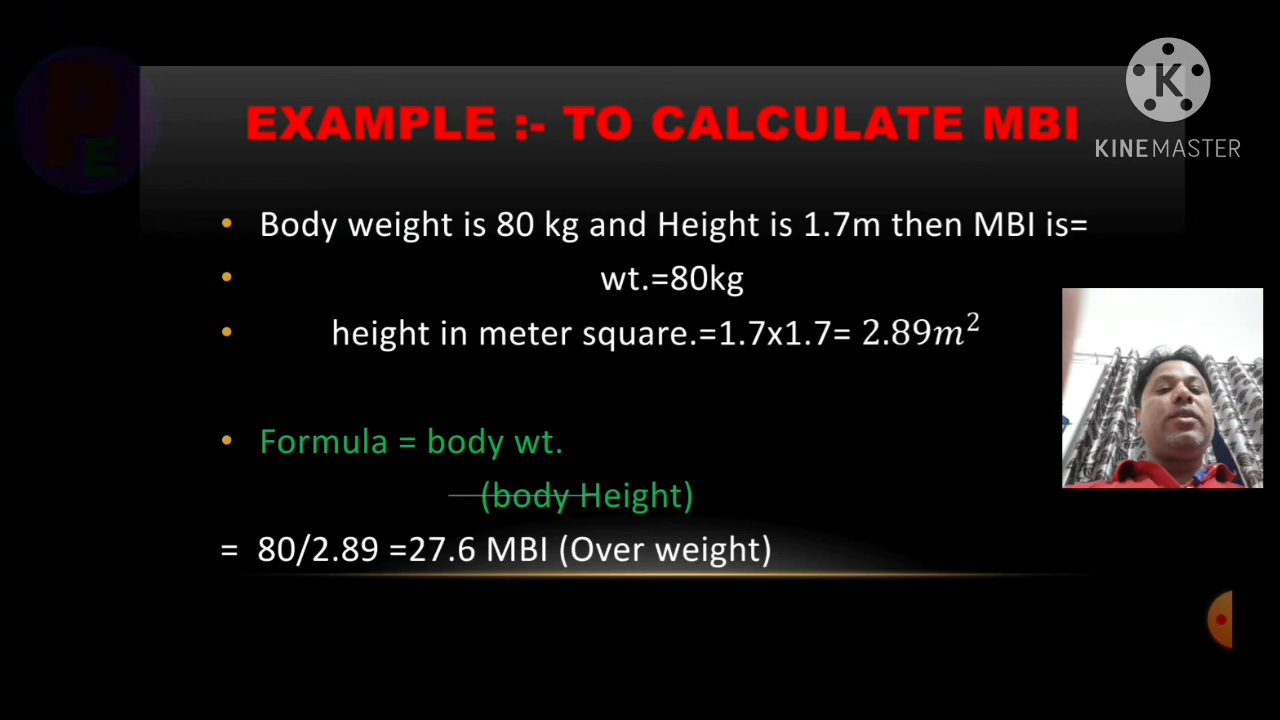 K
KINEMASTER
PE
EXAMPLE :- TO CALCULATE MBI
• Body weight is 80 kg and Height is 1.7m then MBI is=
• wt.=80kg
• height in meter square.=1.7x1.7= 2.89m²
• Formula = body wt.
(body Height)
= 80/2.89 =27.6 MBI (Over weight)